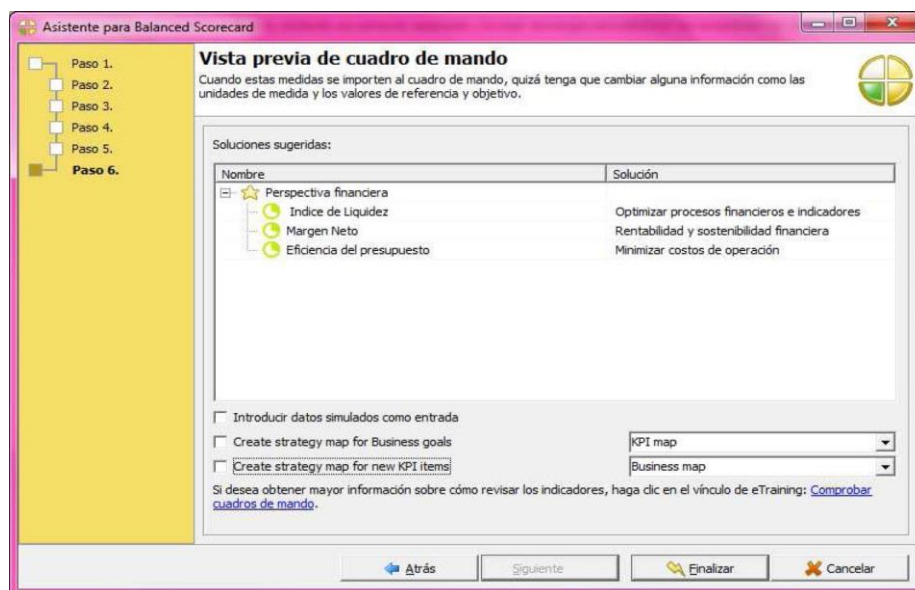 Asistente para Balanced Scorecard
Paso 1.
Paso 2.
Paso 3.
Paso 4.
Paso 5.
Paso 6.
Vista previa de cuadro de mando
Cuando estas medidas se importen al cuadro de mando, quizá tenga que cambiar alguna información como las
unidades de medida y los valores de referencia y objetivo.
Soluciones sugeridas:
Nombre Solución
Perspectiva financiera
Indice de Liquidez Optimizar procesos financieros e indicadores
Margen Neto Rentabilidad y sostenibilidad financiera
Eficiencia del presupuesto Minimizar costos de operación
Introducir datos simulados como entrada
Create strategy map for Business goals KPI map
Create strategy map for new KPI items Business map
Si desea obtener mayor información sobre cómo revisar los indicadores, haga clic en el vínculo de eTraining: Comprobar
cuadros de mando.
Atrás Siguiente Finalizar Cancelar